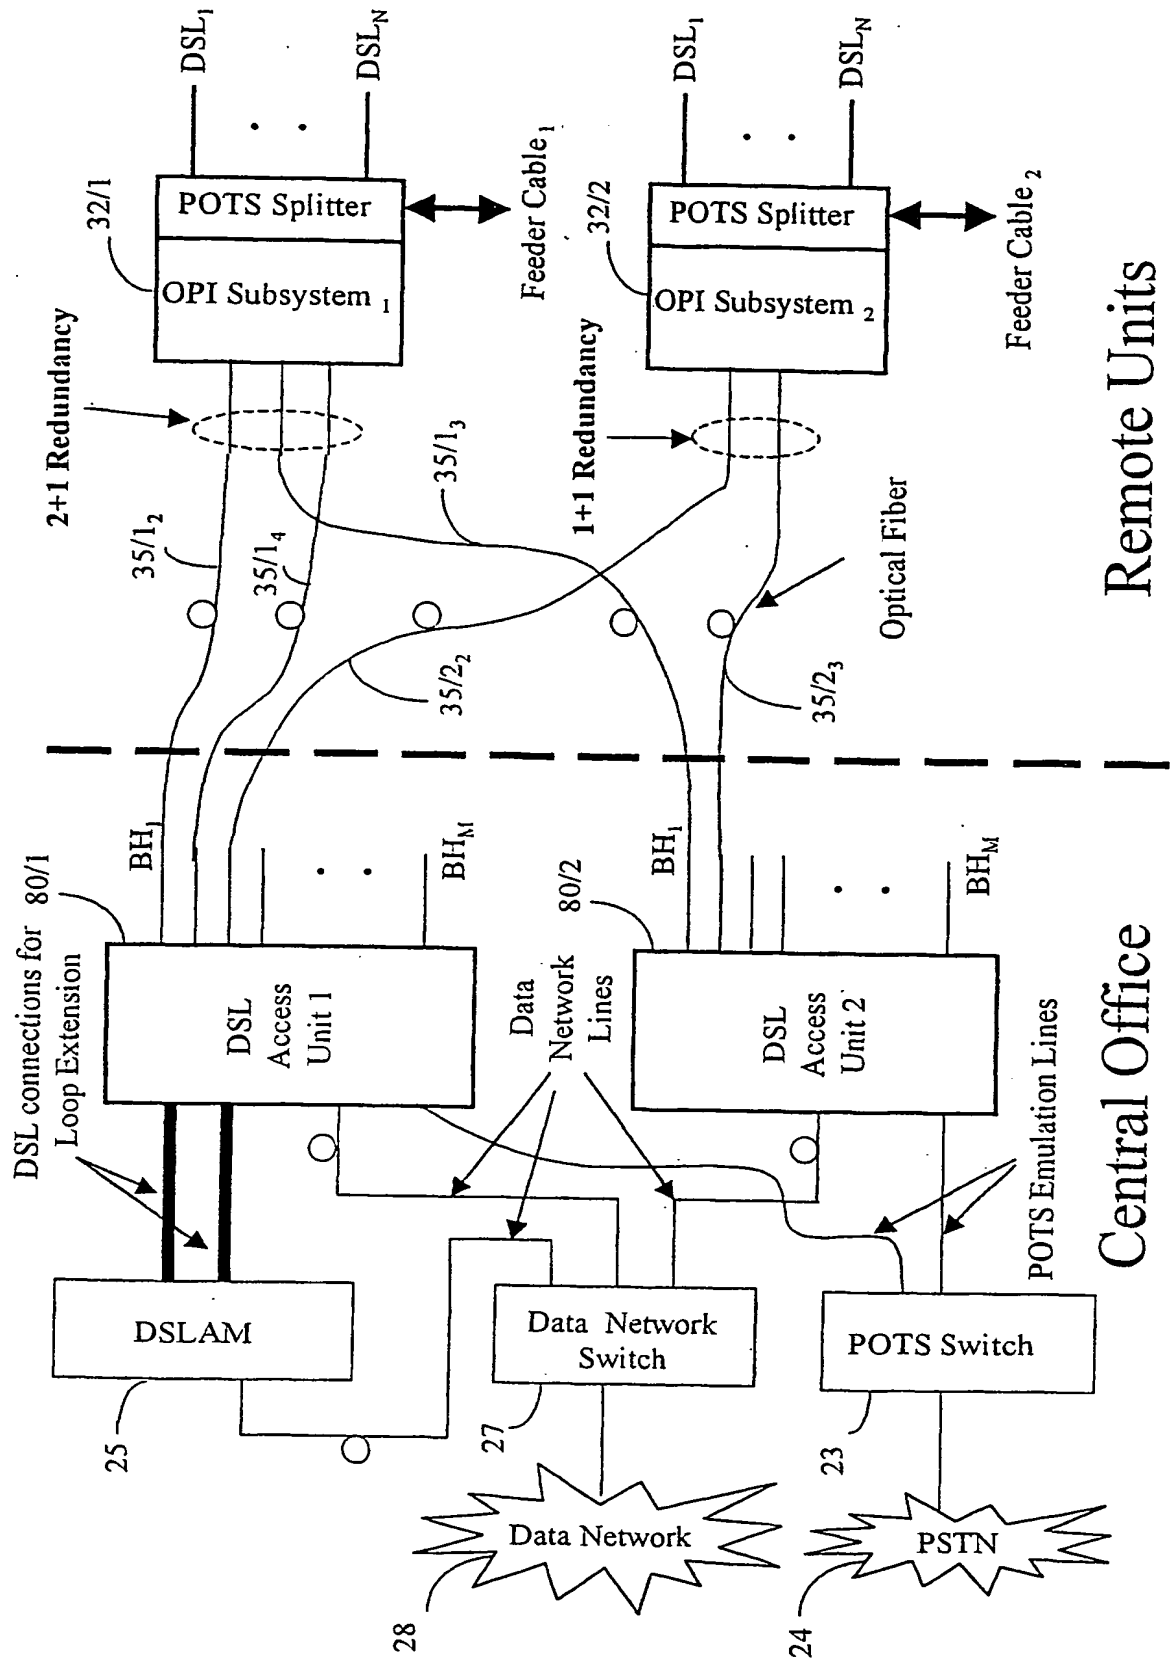 28
Data Network
24
PSTN
25
DSLAM
27
Data Network
Switch
23
POTS Switch
DSL connections for
Loop Extension
Data
Network
Lines
POTS Emulation Lines
Central Office
80/1
DSL
Access
Unit 1
BH1
BHM
80/2
DSL
Access
Unit 2
BH1
BHM
35/12
35/14
35/22
35/13
35/23
Optical Fiber
2+1 Redundancy
1+1 Redundancy
32/1
OPI Subsystem 1
POTS Splitter
DSL1
DSLN
Feeder Cable1
32/2
OPI Subsystem 2
POTS Splitter
DSL1
DSLN
Feeder Cable 2
Remote Units